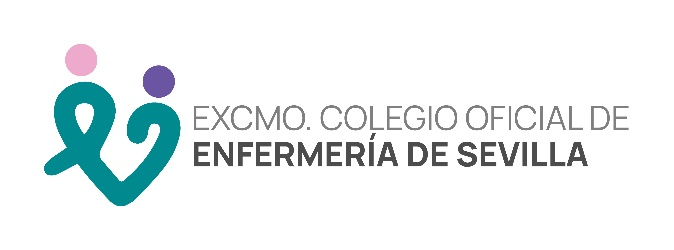 EXCMO. COLEGIO OFICIAL DE
ENFERMERÍA DE SEVILLA